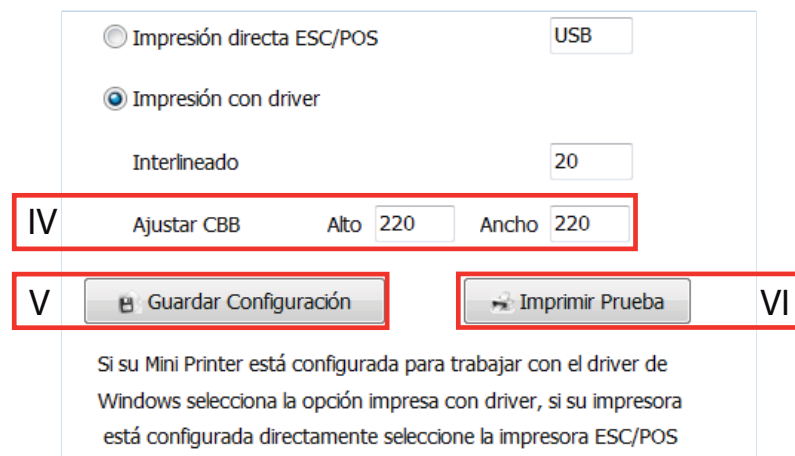 Impresión directa ESC/POS USB
Impresión con driver
Interlineado 20
IV Ajustar CBB Alto 220 Ancho 220
V Guardar Configuración Imprimir Prueba VI
Si su Mini Printer está configurada para trabajar con el driver de
Windows selecciona la opción impresa con driver, si su impresora
está configurada directamente seleccione la impresora ESC/POS